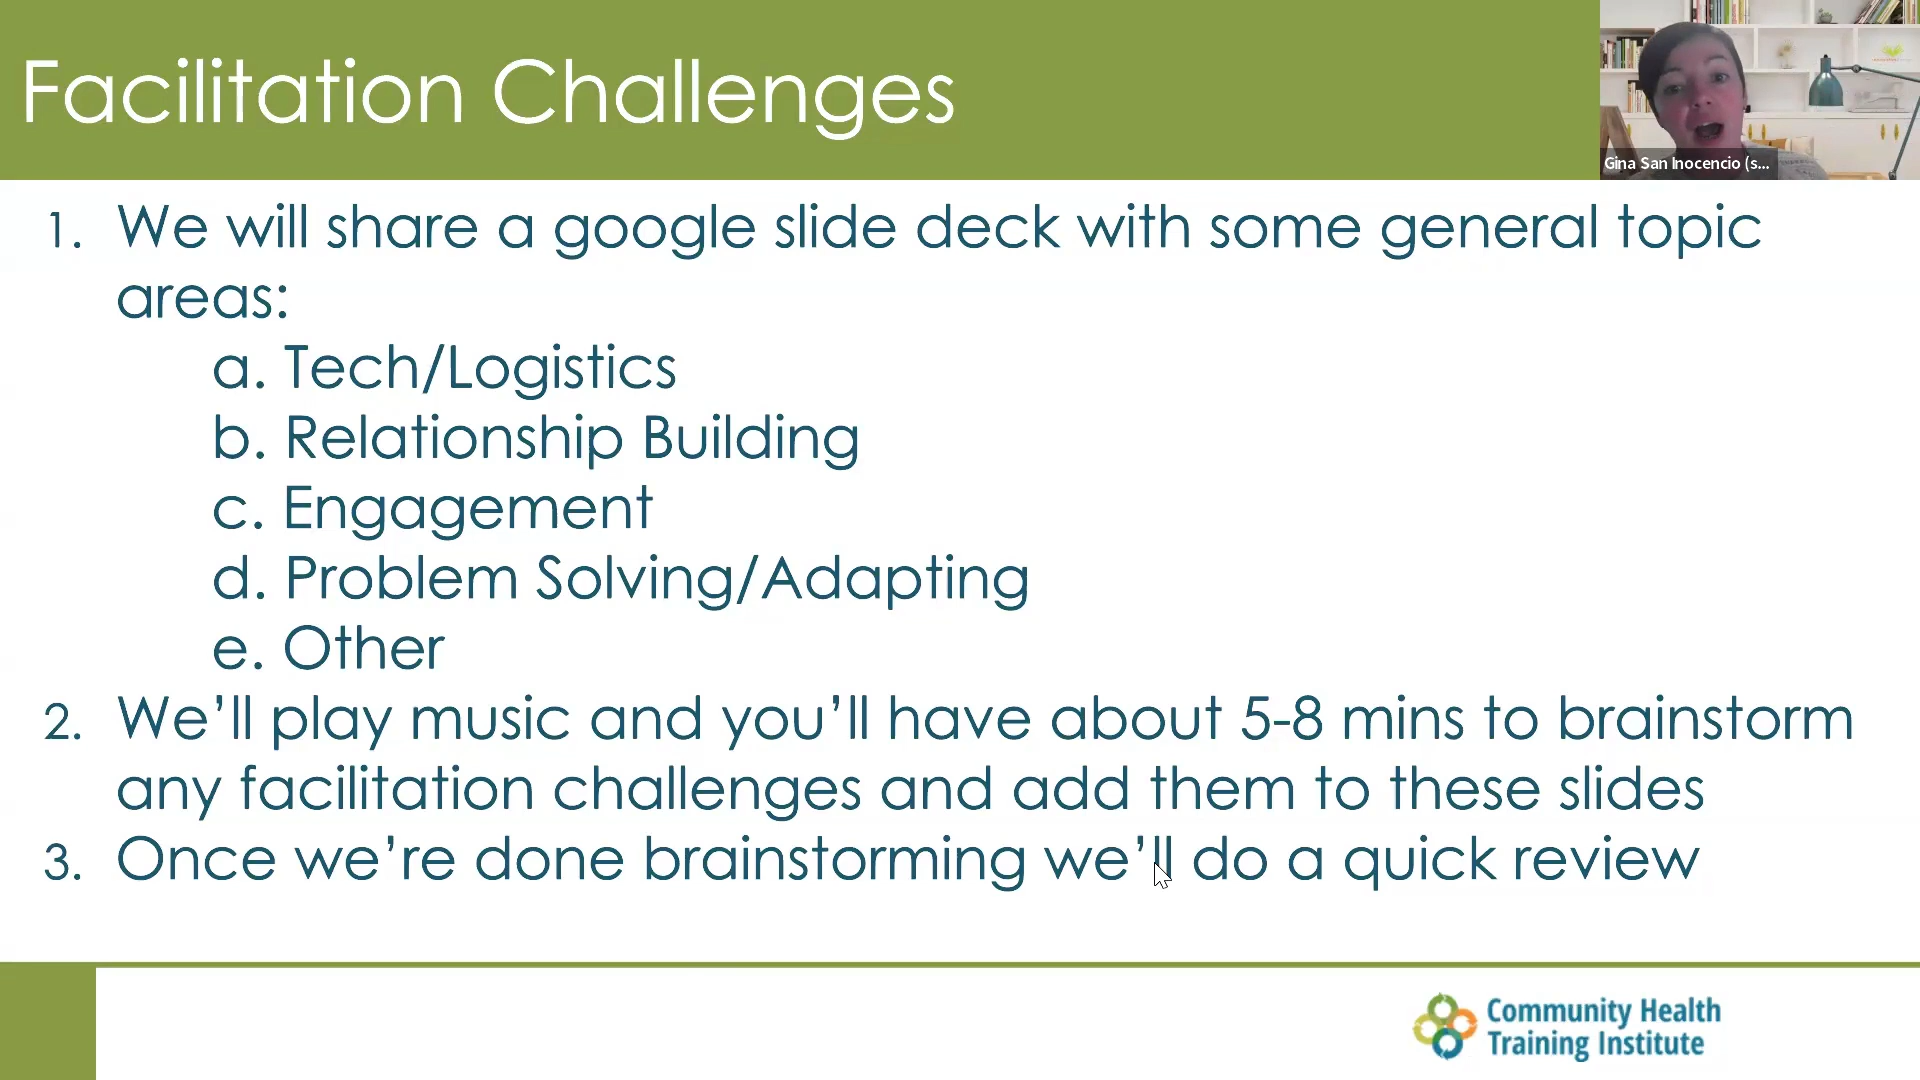 Facilitation Challenges
Gina San Inocencio (s...
1. We will share a google slide deck with some general topic
areas:
a. Tech/Logistics
b. Relationship Building
c. Engagement
d. Problem Solving/Adapting
e. Other
2. We’ll play music and you’ll have about 5-8 mins to brainstorm
any facilitation challenges and add them to these slides
3. Once we’re done brainstorming we’ll do a quick review
Community Health
Training Institute